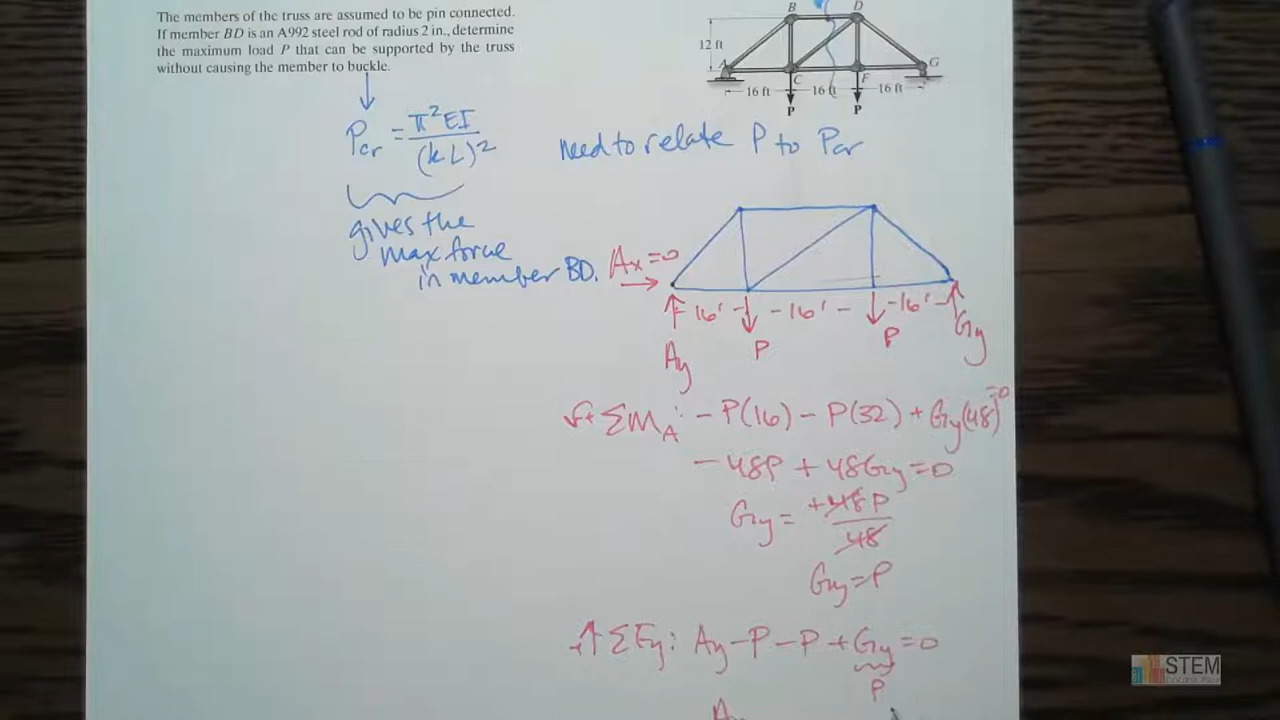 The members of the truss are assumed to be pin connected.
If member BD is an A992 steel rod of radius 2 in., determine
the maximum load P that can be supported by the truss
without causing the member to buckle.
B
D
12 ft
A
C
F
G
16 ft
16 ft
16 ft
P
P
Pcr = π²EI / (kL)²
need to relate P to Pcr
gives the
max force
in member BD.
Ax=0
16' - 16' - - 16' -
Ay
P
P
Gy
+ ΣMA: - P(16) - P(32) + Gy(48) =0
- 48P + 48Gy = 0
Gy = +48P / 48
Gy = P
+↑ ΣFy: Ay - P - P + Gy = 0
P
A
STEM